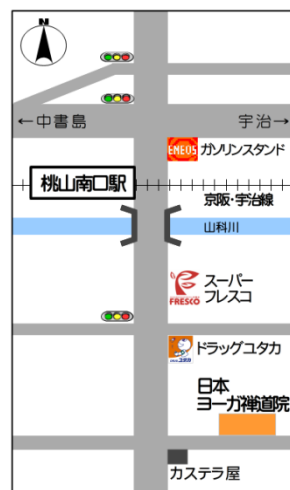 ←中書島 宇治→
ENEOS ガソリンスタンド
桃山南口駅
京阪・宇治線
山科川
スーパー
フレスコ
FRESCO
ドラッグユタカ
日本
ヨーガ禅道院
カステラ屋